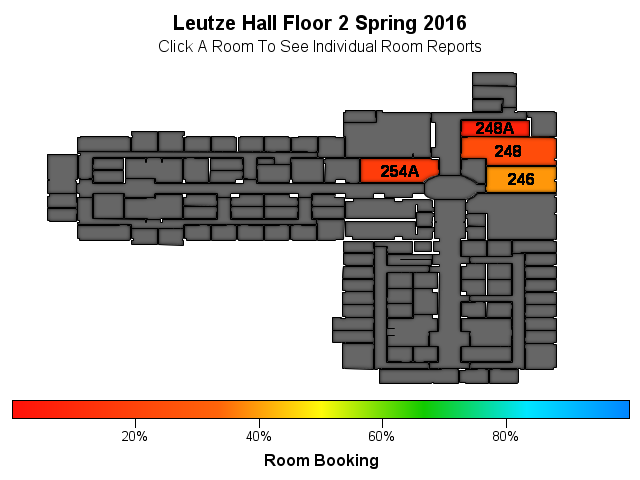 Leutze Hall Floor 2 Spring 2016
Click A Room To See Individual Room Reports
248A
248
254A
246
20%
40%
60%
80%
Room Booking